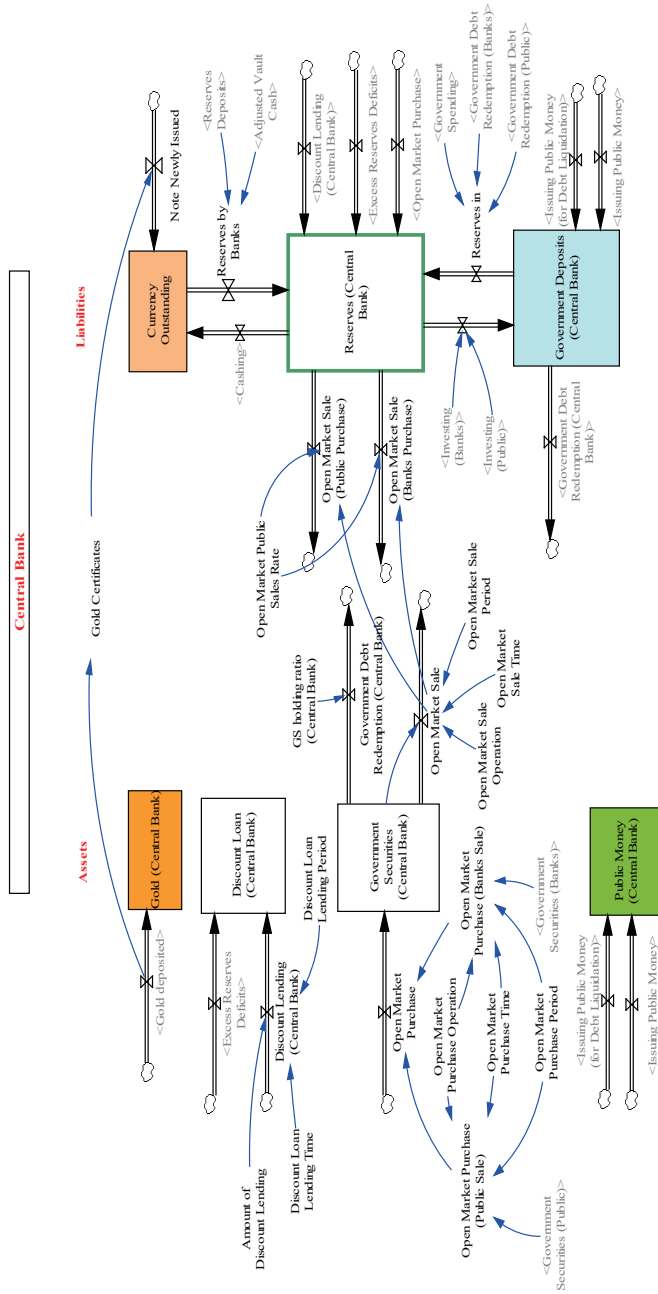 Central Bank
Assets
Liabilities
Gold Certificates
<Gold deposited>
Gold (Central Bank)
Currency
Outstanding
Note Newly Issued
<Excess Reserves
Deficits>
Discount Loan
(Central Bank)
<Cashing>
Reserves by
Banks
<Reserves
Deposits>
<Adjusted Vault
Cash>
Amount of
Discount Lending
Discount Lending
(Central Bank)
Discount Loan
Lending Time
Discount Loan
Lending Period
Open Market Public
Sales Rate
Open Market Sale
(Public Purchase)
Open Market Sale
(Banks Purchase)
Reserves (Central
Bank)
<Discount Lending
(Central Bank)>
<Excess Reserves Deficits>
<Open Market Purchase>
GS holding ratio
(Central Bank)
Government Debt
Redemption (Central Bank)
Government
Securities
(Central Bank)
Open Market
Purchase
Open Market Sale
Open Market Sale
Period
Open Market
Sale Time
Open Market Sale
Operation
Open Market
Purchase Operation
Open Market
Purchase (Banks Sale)
Open Market
Purchase Time
Open Market Purchase
(Public Sale)
Open Market
Purchase Period
<Government
Securities (Public)>
<Government
Securities (Banks)>
<Investing
(Banks)>
<Investing
(Public)>
Reserves in
<Government
Spending>
<Government Debt
Redemption (Banks)>
<Government Debt
Redemption (Public)>
<Issuing Public Money
(for Debt Liquidation)>
<Issuing Public Money>
Public Money
(Central Bank)
<Government Debt
Redemption (Central
Bank)>
Government Deposits
(Central Bank)
<Issuing Public Money
(for Debt Liquidation)>
<Issuing Public Money>